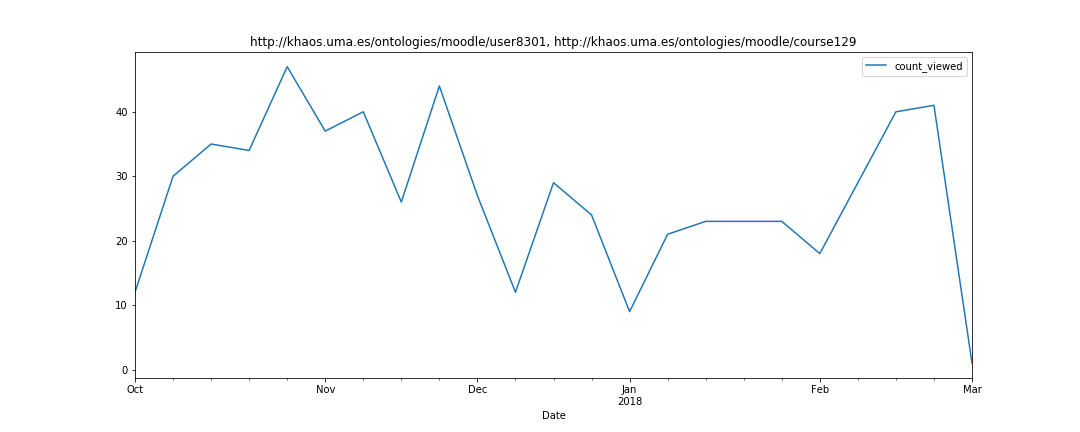 http://khaos.uma.es/ontologies/moodle/user8301, http://khaos.uma.es/ontologies/moodle/course129
count_viewed
40
30
20
10
0
Oct Nov Dec Jan Feb Mar
2018
Date